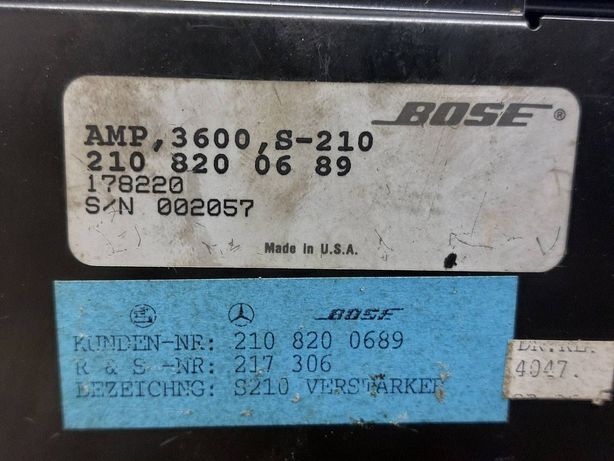 BOSE®
AMP,3600,S-210
210 820 06 89
178220
S/N 002057
Made in U.S.A.
BOSE
KUNDEN-NR: 210 820 0689
R & S -NR: 217 306
BEZEICHNG: S210 VERSTÄRKER
4047.